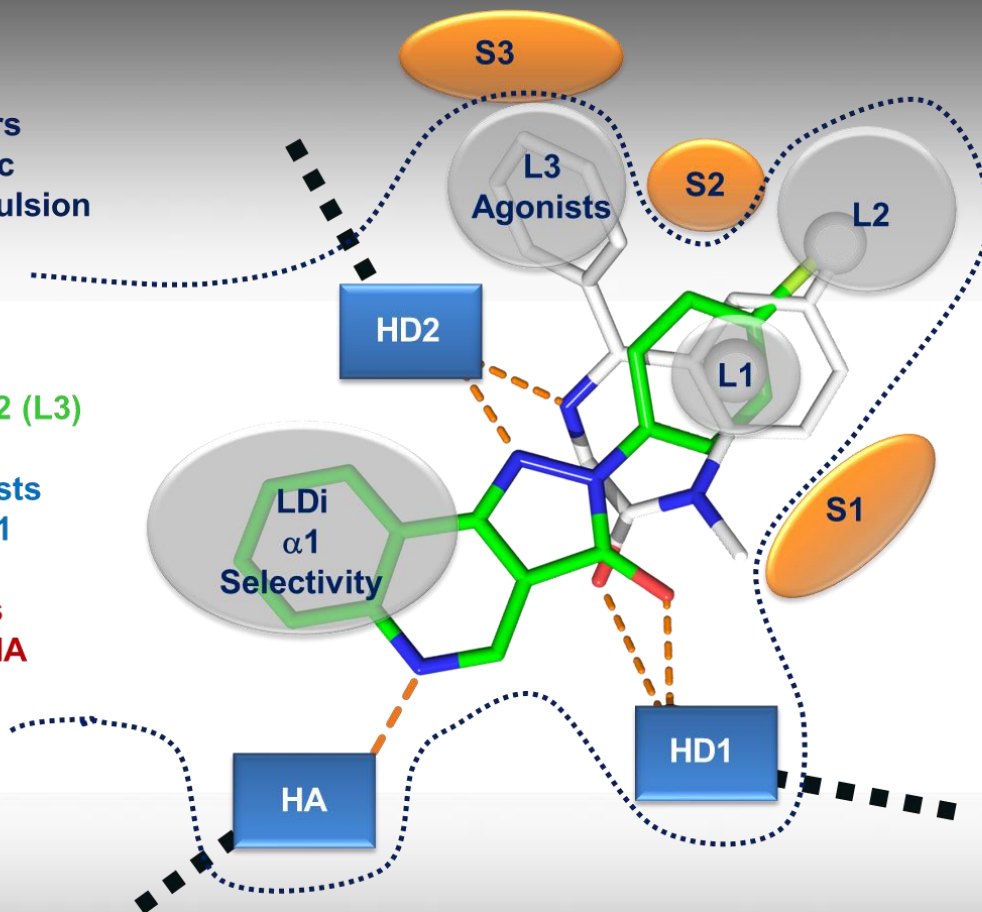 S3
rs
c
ulsion
L3
Agonists
S2
L2
HD2
L1
2 (L3)
sts
1
LDi
α1
Selectivity
S1
s
IA
HD1
HA